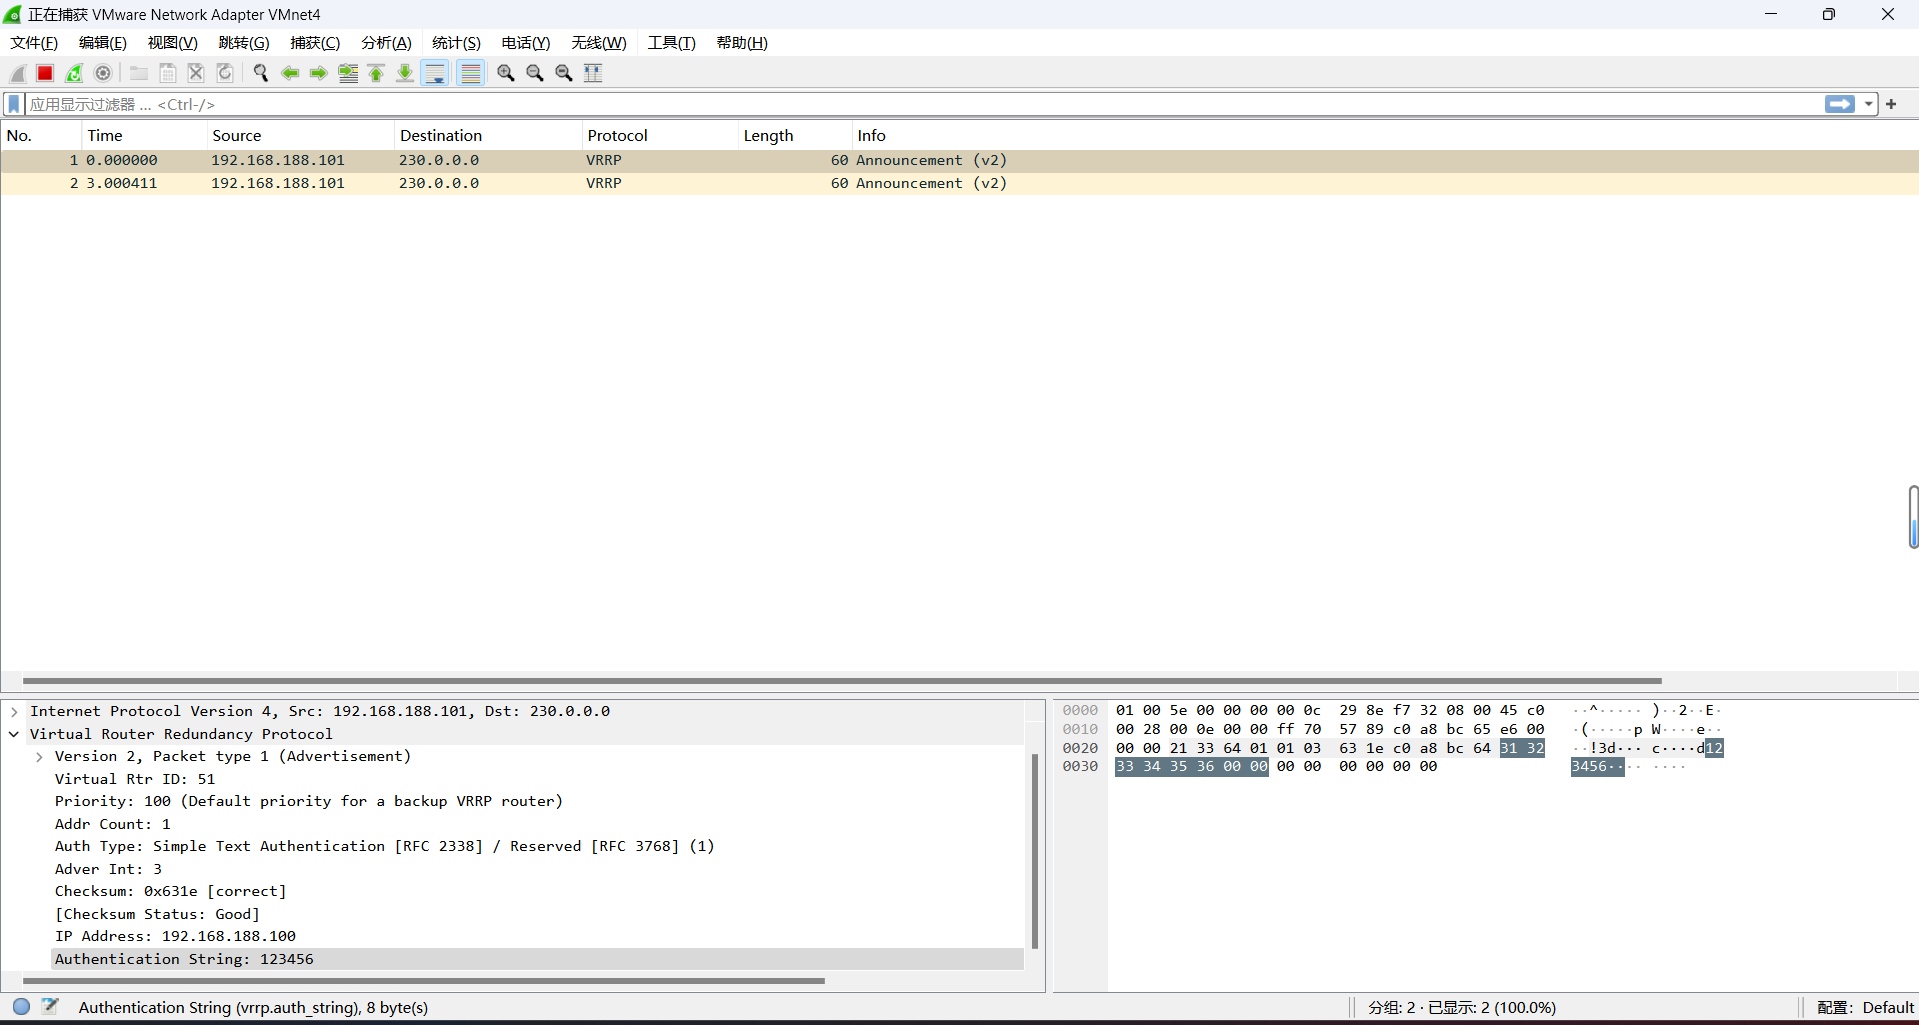 正在捕获 VMware Network Adapter VMnet4
文件(F) 编辑(E) 视图(V) 跳转(G) 捕获(C) 分析(A) 统计(S) 电话(Y) 无线(W) 工具(T) 帮助(H)
应用显示过滤器 … <Ctrl-/>
No. Time Source Destination Protocol Length Info
1 0.000000 192.168.188.101 230.0.0.0 VRRP 60 Announcement (v2)
2 3.000411 192.168.188.101 230.0.0.0 VRRP 60 Announcement (v2)
Internet Protocol Version 4, Src: 192.168.188.101, Dst: 230.0.0.0
Virtual Router Redundancy Protocol
Version 2, Packet type 1 (Advertisement)
Virtual Rtr ID: 51
Priority: 100 (Default priority for a backup VRRP router)
Addr Count: 1
Auth Type: Simple Text Authentication [RFC 2338] / Reserved [RFC 3768] (1)
Adver Int: 3
Checksum: 0x631e [correct]
[Checksum Status: Good]
IP Address: 192.168.188.100
Authentication String: 123456
0000 01 00 5e 00 00 00 00 0c 29 8e f7 32 08 00 45 c0 ··^····· )··2··E·
0010 00 28 00 0e 00 00 ff 70 57 89 c0 a8 bc 65 e6 00 ·(·····p W····e··
0020 00 00 21 33 64 01 01 03 63 1e c0 a8 bc 64 31 32 ··!3d··· c····d12
0030 33 34 35 36 00 00 00 00 00 00 00 00 3456···· ····
Authentication String (vrrp.auth_string), 8 byte(s)
分组: 2 · 已显示: 2 (100.0%)
配置: Default